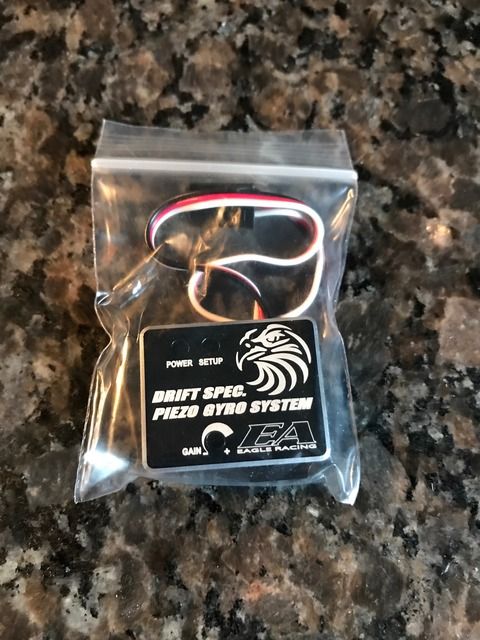 POWER SETUP
DRIFT SPEC.
PIEZO GYRO SYSTEM
GAIN - +
EA
EAGLE RACING